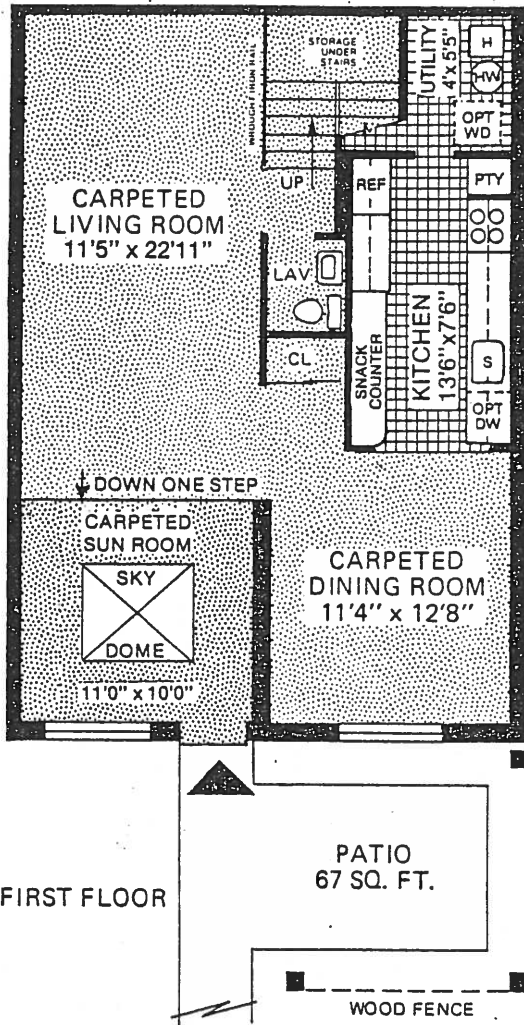 STORAGE
UNDER
STAIRS
WROUGHT IRON RAIL
UTILITY
4'x5'5"
H
HW
OPT
WD
UP
REF
PTY
CARPETED
LIVING ROOM
11'5" x 22'11"
LAV
CL
SNACK
COUNTER
KITCHEN
13'6"x7'6"
S
OPT
DW
DOWN ONE STEP
CARPETED
SUN ROOM
SKY
DOME
11'0" x 10'0"
CARPETED
DINING ROOM
11'4" x 12'8"
PATIO
67 SQ. FT.
FIRST FLOOR
WOOD FENCE